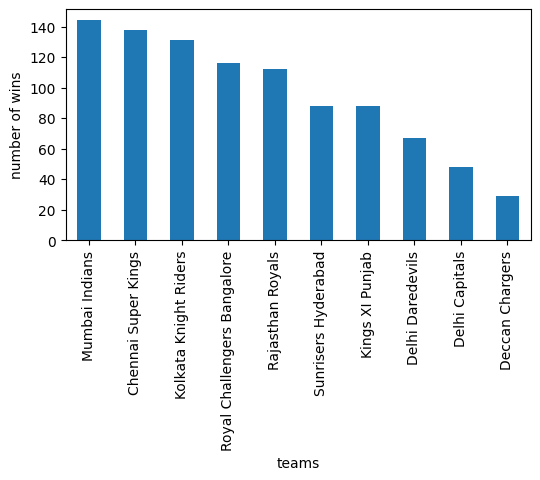 number of wins
140
120
100
80
60
40
20
0
Mumbai Indians
Chennai Super Kings
Kolkata Knight Riders
Royal Challengers Bangalore
Rajasthan Royals
Sunrisers Hyderabad
Kings XI Punjab
Delhi Daredevils
Delhi Capitals
Deccan Chargers
teams